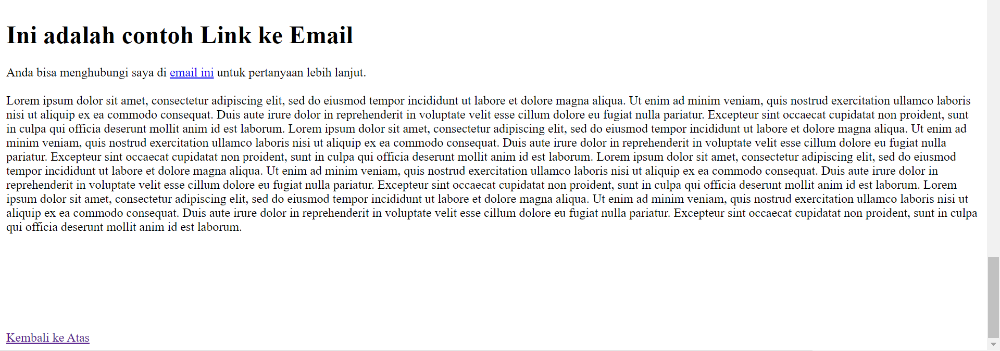 Ini adalah contoh Link ke Email
Anda bisa menghubungi saya di email ini untuk pertanyaan lebih lanjut.
Lorem ipsum dolor sit amet, consectetur adipiscing elit, sed do eiusmod tempor incididunt ut labore et dolore magna aliqua. Ut enim ad minim veniam, quis nostrud exercitation ullamco laboris
nisi ut aliquip ex ea commodo consequat. Duis aute irure dolor in reprehenderit in voluptate velit esse cillum dolore eu fugiat nulla pariatur. Excepteur sint occaecat cupidatat non proident, sunt
in culpa qui officia deserunt mollit anim id est laborum. Lorem ipsum dolor sit amet, consectetur adipiscing elit, sed do eiusmod tempor incididunt ut labore et dolore magna aliqua. Ut enim ad
minim veniam, quis nostrud exercitation ullamco laboris nisi ut aliquip ex ea commodo consequat. Duis aute irure dolor in reprehenderit in voluptate velit esse cillum dolore eu fugiat nulla
pariatur. Excepteur sint occaecat cupidatat non proident, sunt in culpa qui officia deserunt mollit anim id est laborum. Lorem ipsum dolor sit amet, consectetur adipiscing elit, sed do eiusmod
tempor incididunt ut labore et dolore magna aliqua. Ut enim ad minim veniam, quis nostrud exercitation ullamco laboris nisi ut aliquip ex ea commodo consequat. Duis aute irure dolor in
reprehenderit in voluptate velit esse cillum dolore eu fugiat nulla pariatur. Excepteur sint occaecat cupidatat non proident, sunt in culpa qui officia deserunt mollit anim id est laborum. Lorem
ipsum dolor sit amet, consectetur adipiscing elit, sed do eiusmod tempor incididunt ut labore et dolore magna aliqua. Ut enim ad minim veniam, quis nostrud exercitation ullamco laboris nisi ut
aliquip ex ea commodo consequat. Duis aute irure dolor in reprehenderit in voluptate velit esse cillum dolore eu fugiat nulla pariatur. Excepteur sint occaecat cupidatat non proident, sunt in culpa
qui officia deserunt mollit anim id est laborum.
Kembali ke Atas